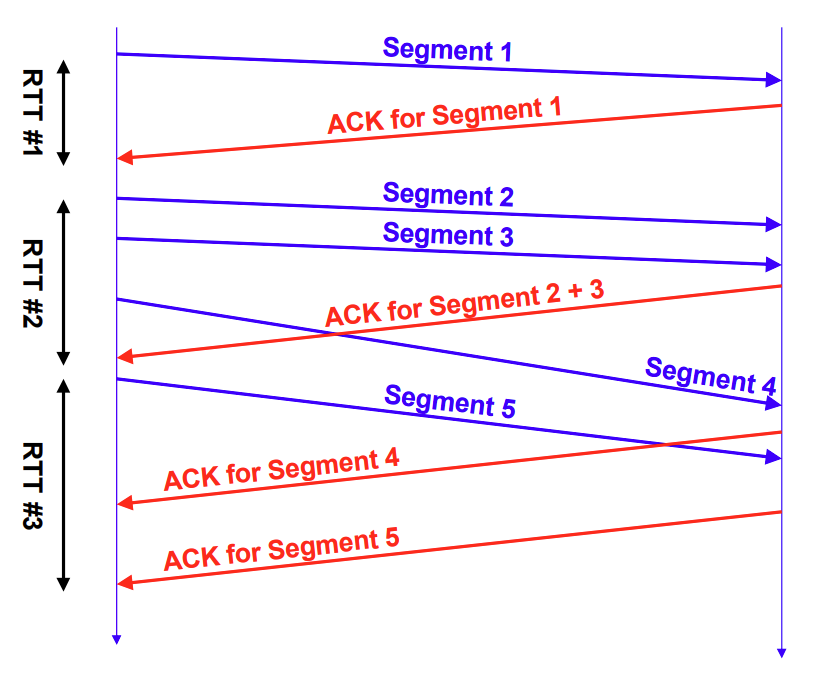 RTT #1
Segment 1
ACK for Segment 1
RTT #2
Segment 2
Segment 3
ACK for Segment 2 + 3
Segment 4
RTT #3
Segment 5
ACK for Segment 4
ACK for Segment 5